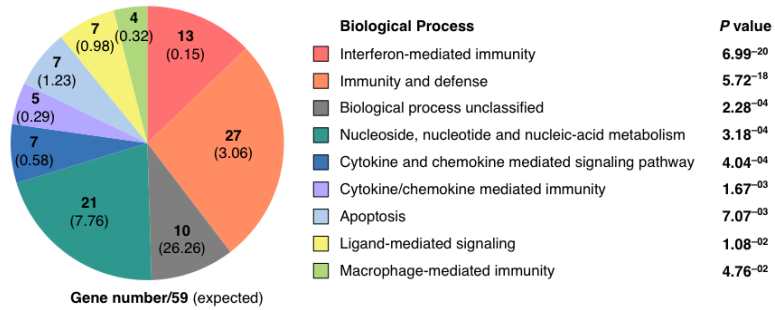 13
(0.15)
27
(3.06)
10
(26.26)
21
(7.76)
7
(0.58)
5
(0.29)
7
(1.23)
7
(0.98)
4
(0.32)
Gene number/59 (expected)
Biological Process P value
Interferon-mediated immunity 6.99⁻²⁰
Immunity and defense 5.72⁻¹⁸
Biological process unclassified 2.28⁻⁰⁴
Nucleoside, nucleotide and nucleic-acid metabolism 3.18⁻⁰⁴
Cytokine and chemokine mediated signaling pathway 4.04⁻⁰⁴
Cytokine/chemokine mediated immunity 1.67⁻⁰³
Apoptosis 7.07⁻⁰³
Ligand-mediated signaling 1.08⁻⁰²
Macrophage-mediated immunity 4.76⁻⁰²